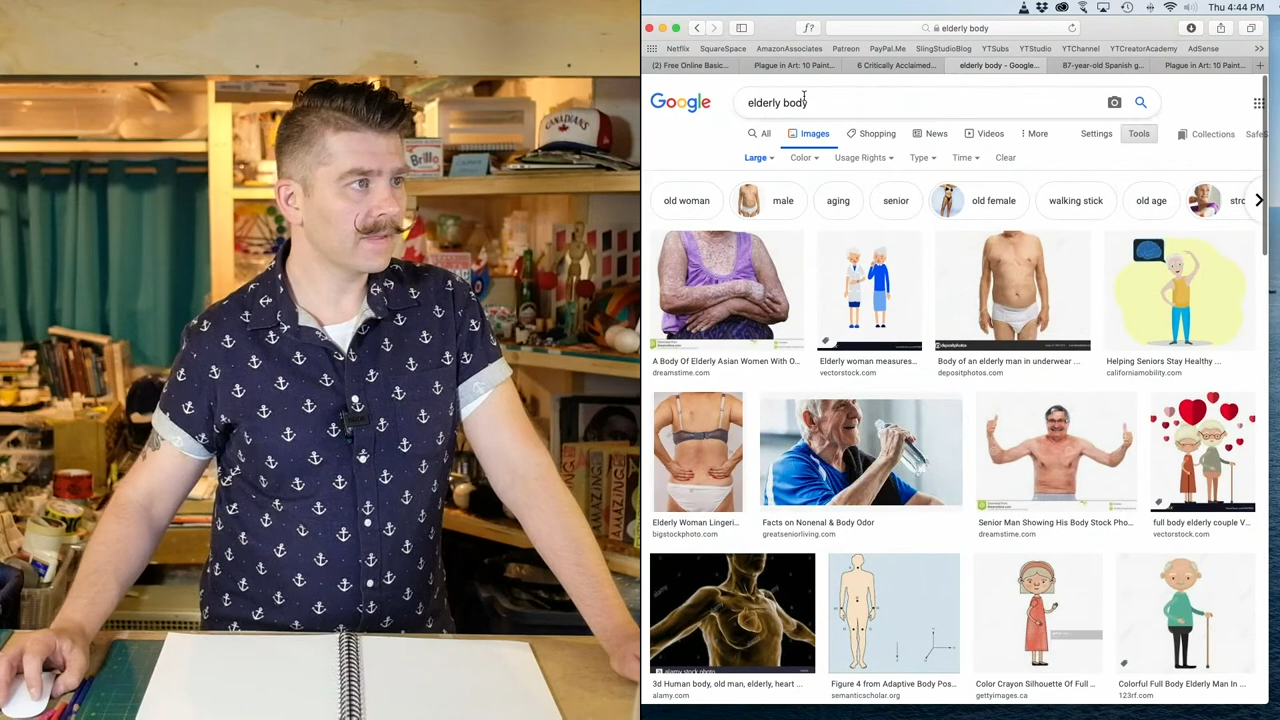 Thu 4:44 PM
elderly body
Netflix SquareSpace AmazonAssociates Patreon PayPal.Me SlingStudioBlog YTSubs YTStudio YTChannel YTCreatorAcademy AdSense >>
(2) Free Online Basic... Plague in Art: 10 Paint... 6 Critically Acclaimed... elderly body - Google... 87-year-old Spanish g... Plague in Art: 10 Paint...
Google
elderly body
All Images Shopping News Videos More Settings Tools Collections SafeS
Large Color Usage Rights Type Time Clear
old woman male aging senior old female walking stick old age stro
A Body Of Elderly Asian Women With O... Elderly woman measures... Body of an elderly man in underwear ... Helping Seniors Stay Healthy ...
dreamstime.com vectorstock.com depositphotos.com californiamobility.com
Elderly Woman Lingeri... Facts on Nonenal & Body Odor Senior Man Showing His Body Stock Pho... full body elderly couple V...
bigstockphoto.com greatseniorliving.com dreamstime.com vectorstock.com
3d Human body, old man, elderly, heart ... Figure 4 from Adaptive Body Pos... Color Crayon Silhouette Of Full ... Colorful Full Body Elderly Man In ...
alamy.com semanticscholar.org gettyimages.ca 123rf.com
CANADIANS
Brillo
AMAZING